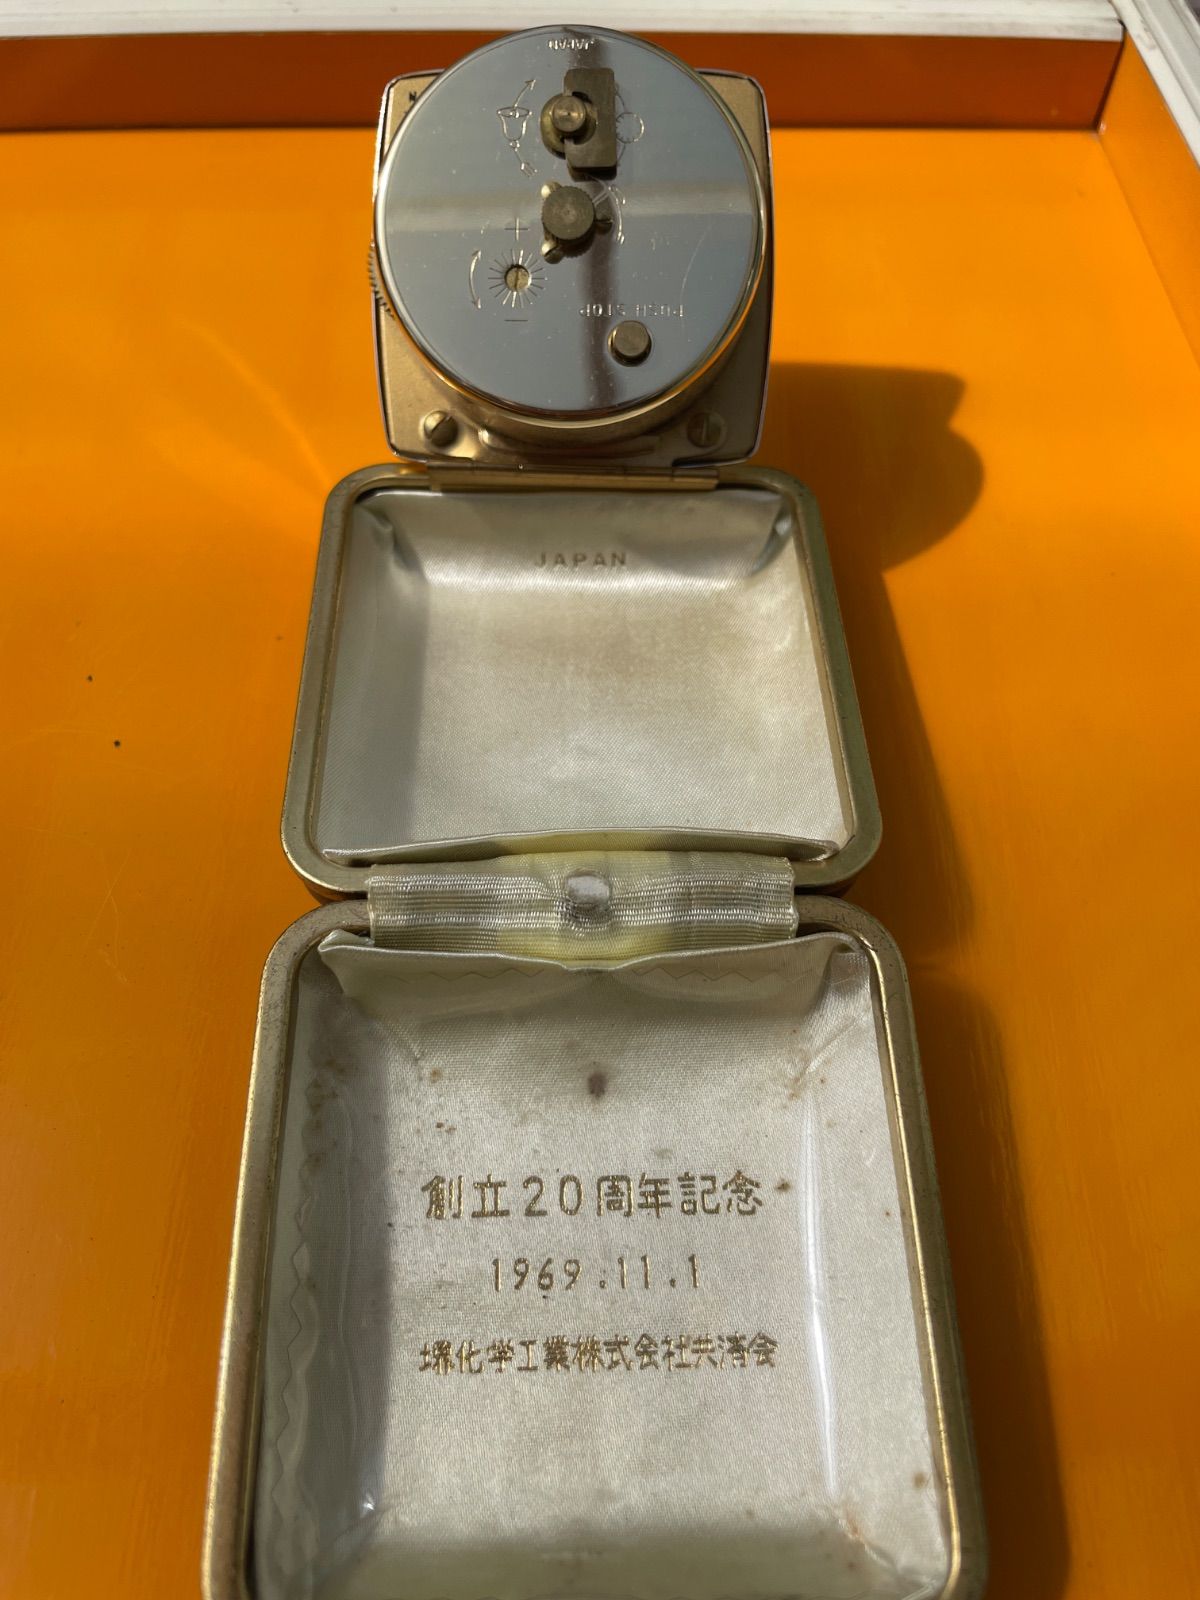 JAPAN
+
−
PUSH STOP
JAPAN
創立20周年記念
1969.11.1
堺化学工業株式会社共済会